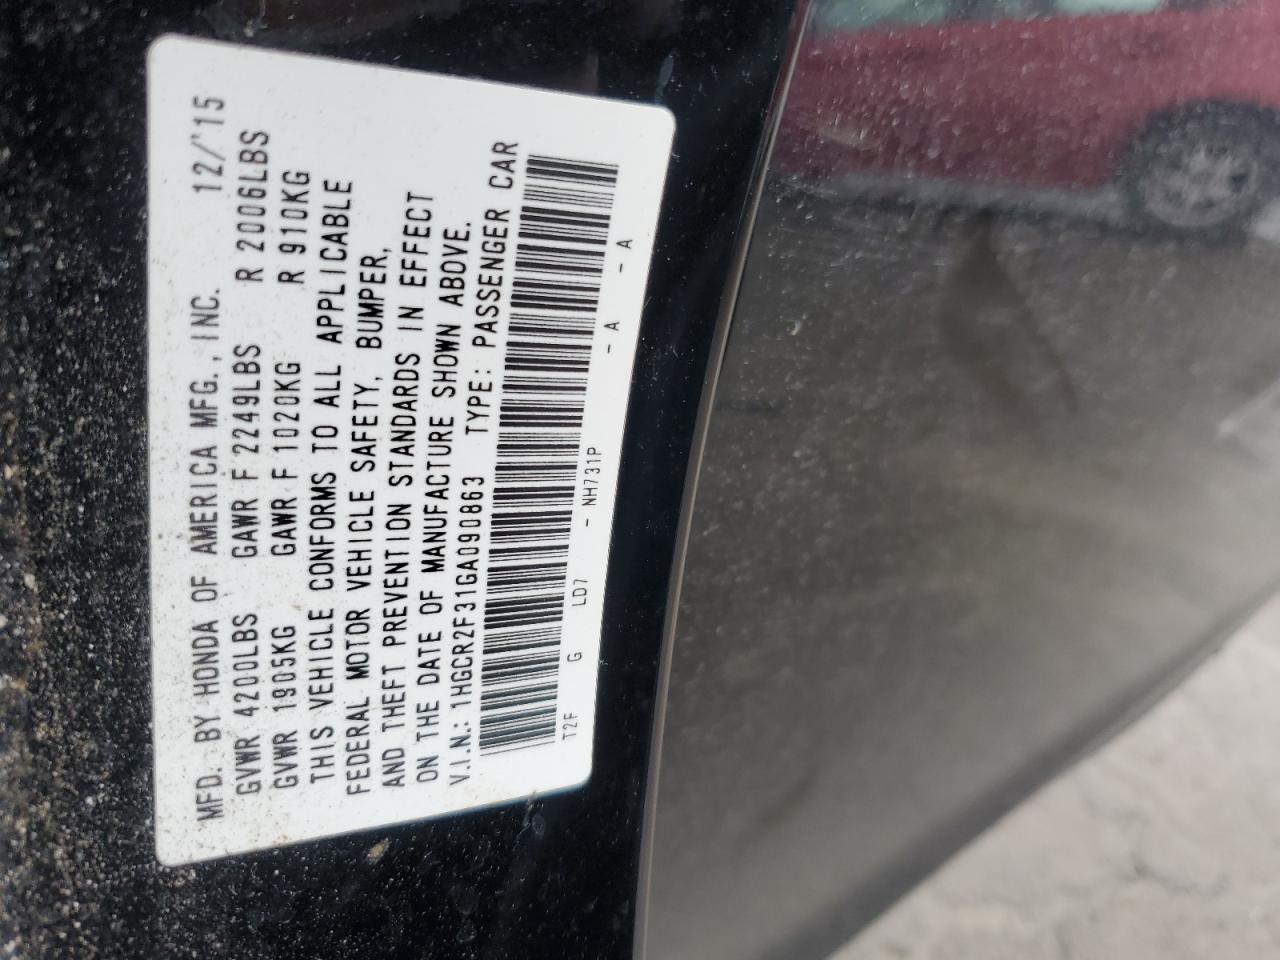 MFD. BY HONDA OF AMERICA MFG., INC. 12/'15
GVWR 4200LBS GAWR F 2249LBS R 2006LBS
GVWR 1905KG GAWR F 1020KG R 910KG
THIS VEHICLE CONFORMS TO ALL APPLICABLE
FEDERAL MOTOR VEHICLE SAFETY, BUMPER,
AND THEFT PREVENTION STANDARDS IN EFFECT
ON THE DATE OF MANUFACTURE SHOWN ABOVE.
V.I.N.: 1HGCR2F31GA090863 TYPE: PASSENGER CAR
T2F G LD7 - NH731P - A - A